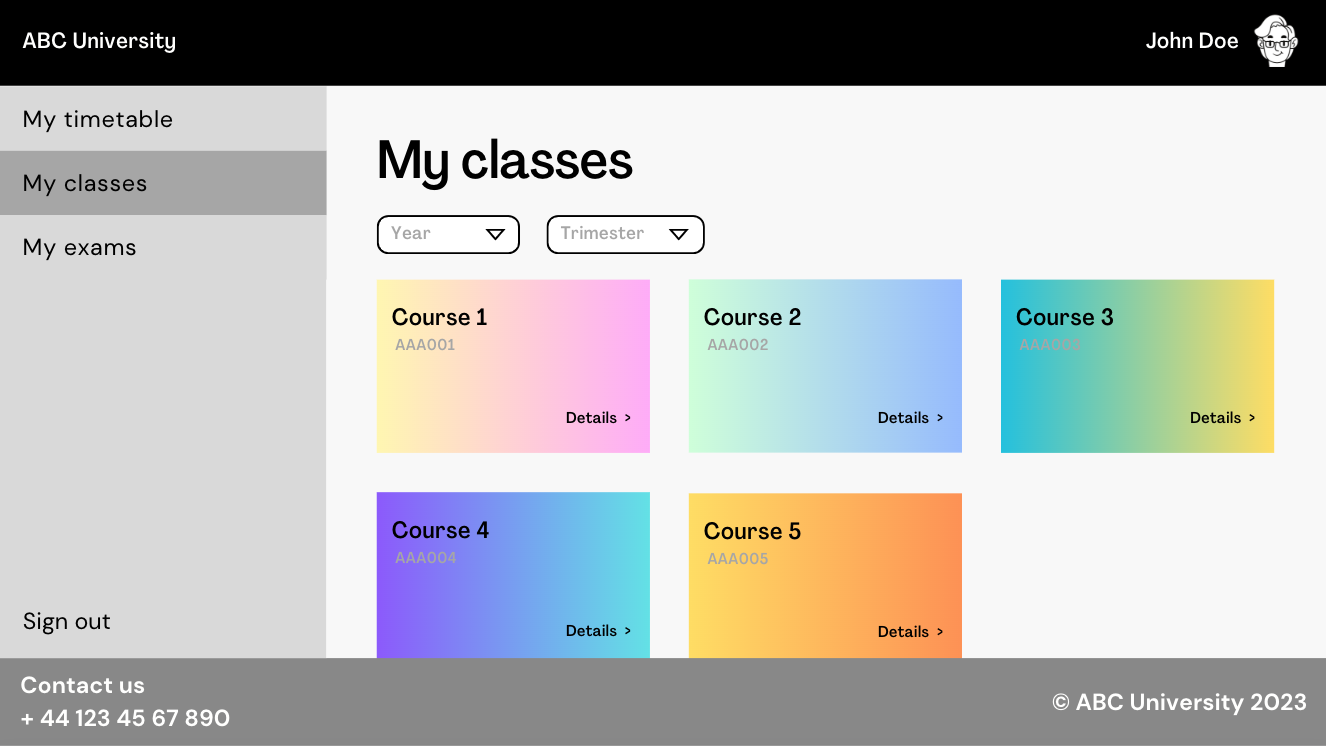 ABC University
John Doe
My timetable
My classes
My exams
Sign out
My classes
Year
Trimester
Course 1
AAA001
Details >
Course 2
AAA002
Details >
Course 3
AAA003
Details >
Course 4
AAA004
Details >
Course 5
AAA005
Details >
Contact us
+ 44 123 45 67 890
© ABC University 2023